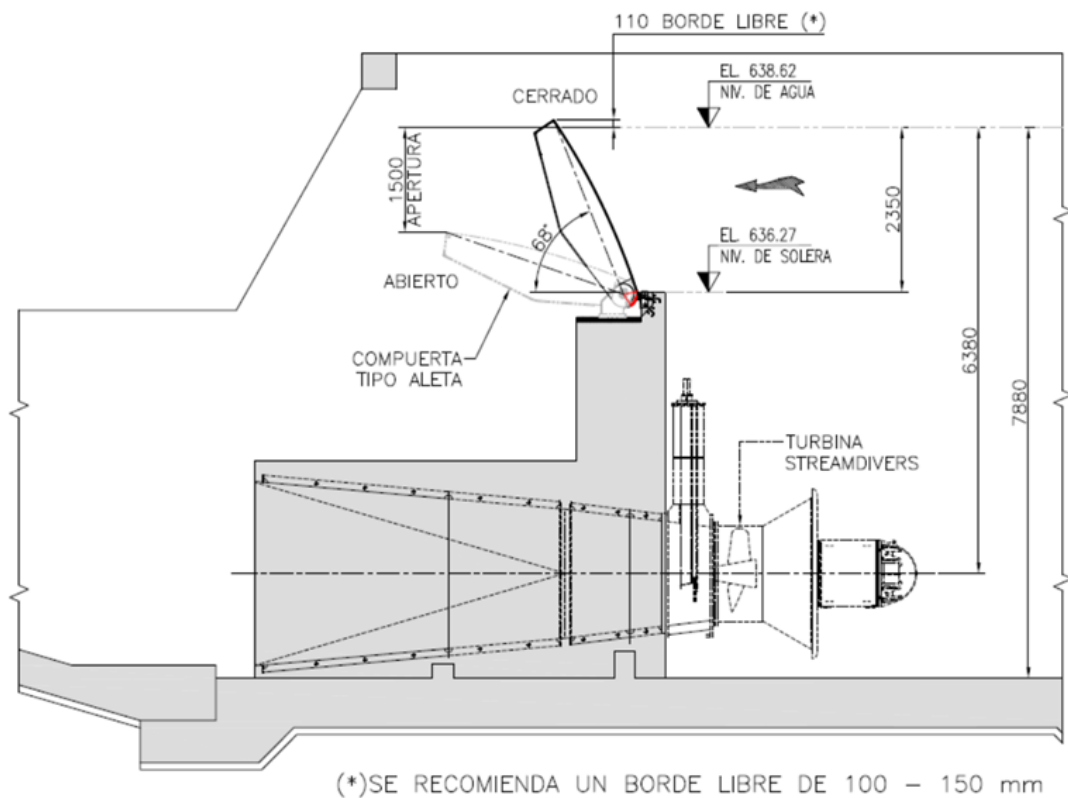 110 BORDE LIBRE (*)
EL. 638.62
NIV. DE AGUA
CERRADO
1500
APERTURA
2350
68°
EL. 636.27
NIV. DE SOLERA
ABIERTO
COMPUERTA
TIPO ALETA
6380
7880
TURBINA
STREAMDIVERS
(*)SE RECOMIENDA UN BORDE LIBRE DE 100 – 150 mm